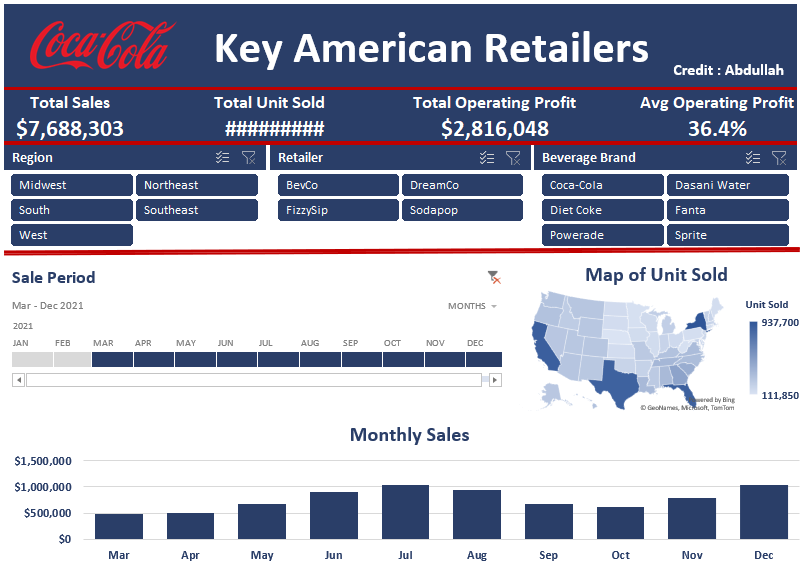 Coca-Cola
Key American Retailers
Credit : Abdullah
Total Sales
$7,688,303
Total Unit Sold
#########
Total Operating Profit
$2,816,048
Avg Operating Profit
36.4%
Region
Midwest
Northeast
South
Southeast
West
Retailer
BevCo
DreamCo
FizzySip
Sodapop
Beverage Brand
Coca-Cola
Dasani Water
Diet Coke
Fanta
Powerade
Sprite
Sale Period
Mar - Dec 2021
MONTHS
2021
JAN FEB MAR APR MAY JUN JUL AUG SEP OCT NOV DEC
Map of Unit Sold
Unit Sold
937,700
111,850
Powered by Bing
© GeoNames, Microsoft, TomTom
Monthly Sales
$1,500,000
$1,000,000
$500,000
$0
Mar Apr May Jun Jul Aug Sep Oct Nov Dec